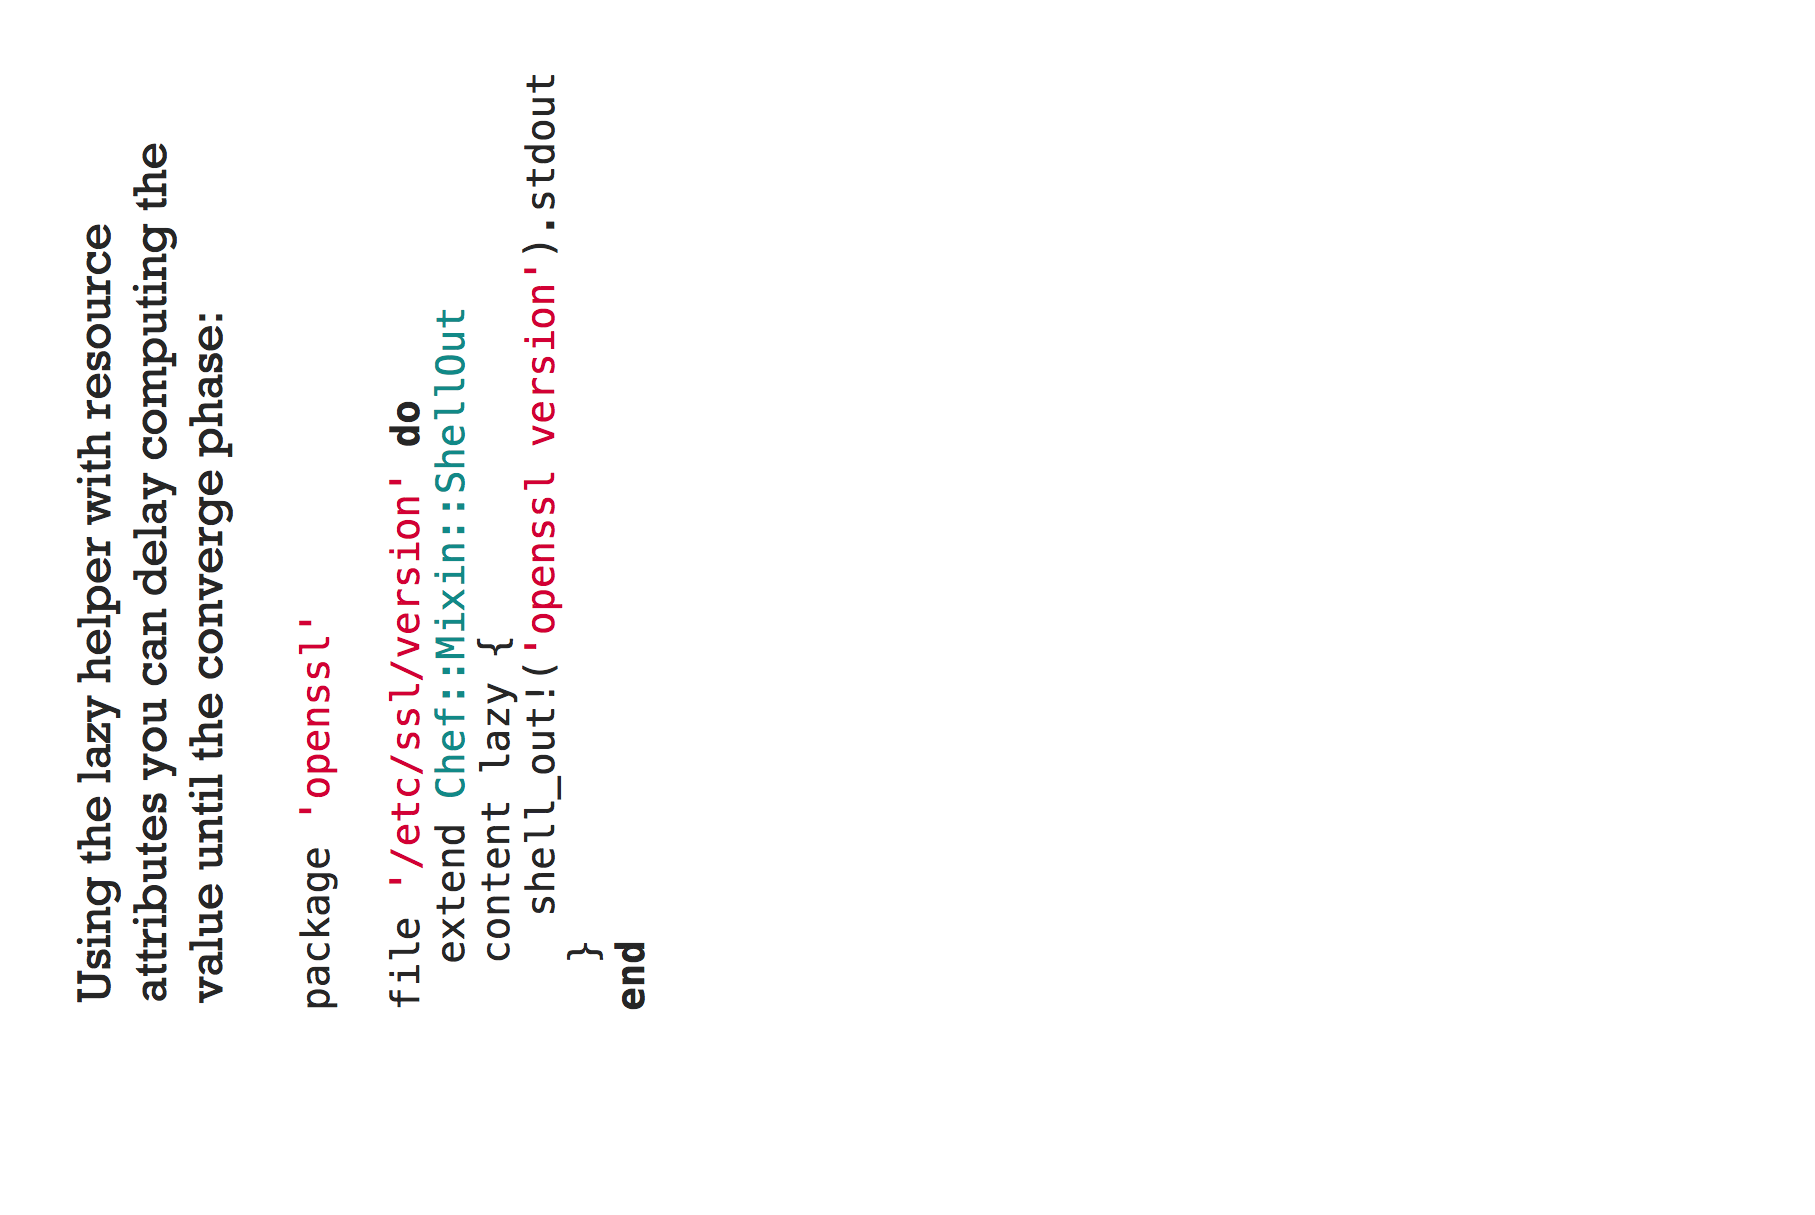 Using the lazy helper with resource
attributes you can delay computing the
value until the converge phase:
package 'openssl'
file '/etc/ssl/version' do
  extend Chef::Mixin::ShellOut
  content lazy {
    shell_out!('openssl version').stdout
  }
end